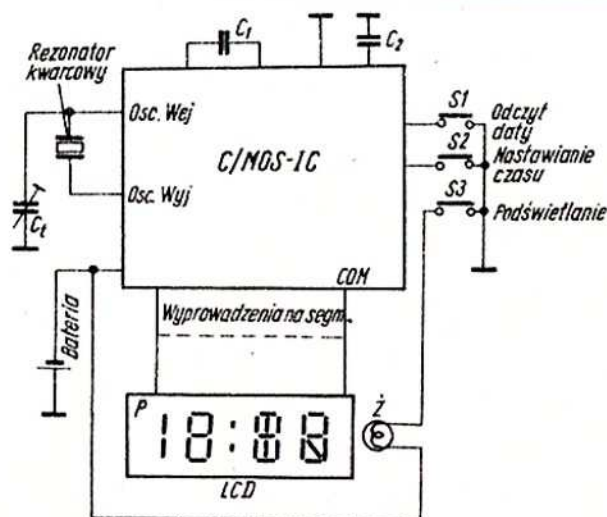 C₁
C₂
Rezonator
kwarcowy
Osc. Wej
C/MOS-IC
Osc. Wyj
Cₜ
S1
Odczyt
daty
S2
Nastawianie
czasu
S3
Podświetlanie
COM
Wyprowadzenia na segm.
Bateria
P
18:
Ż
LCD